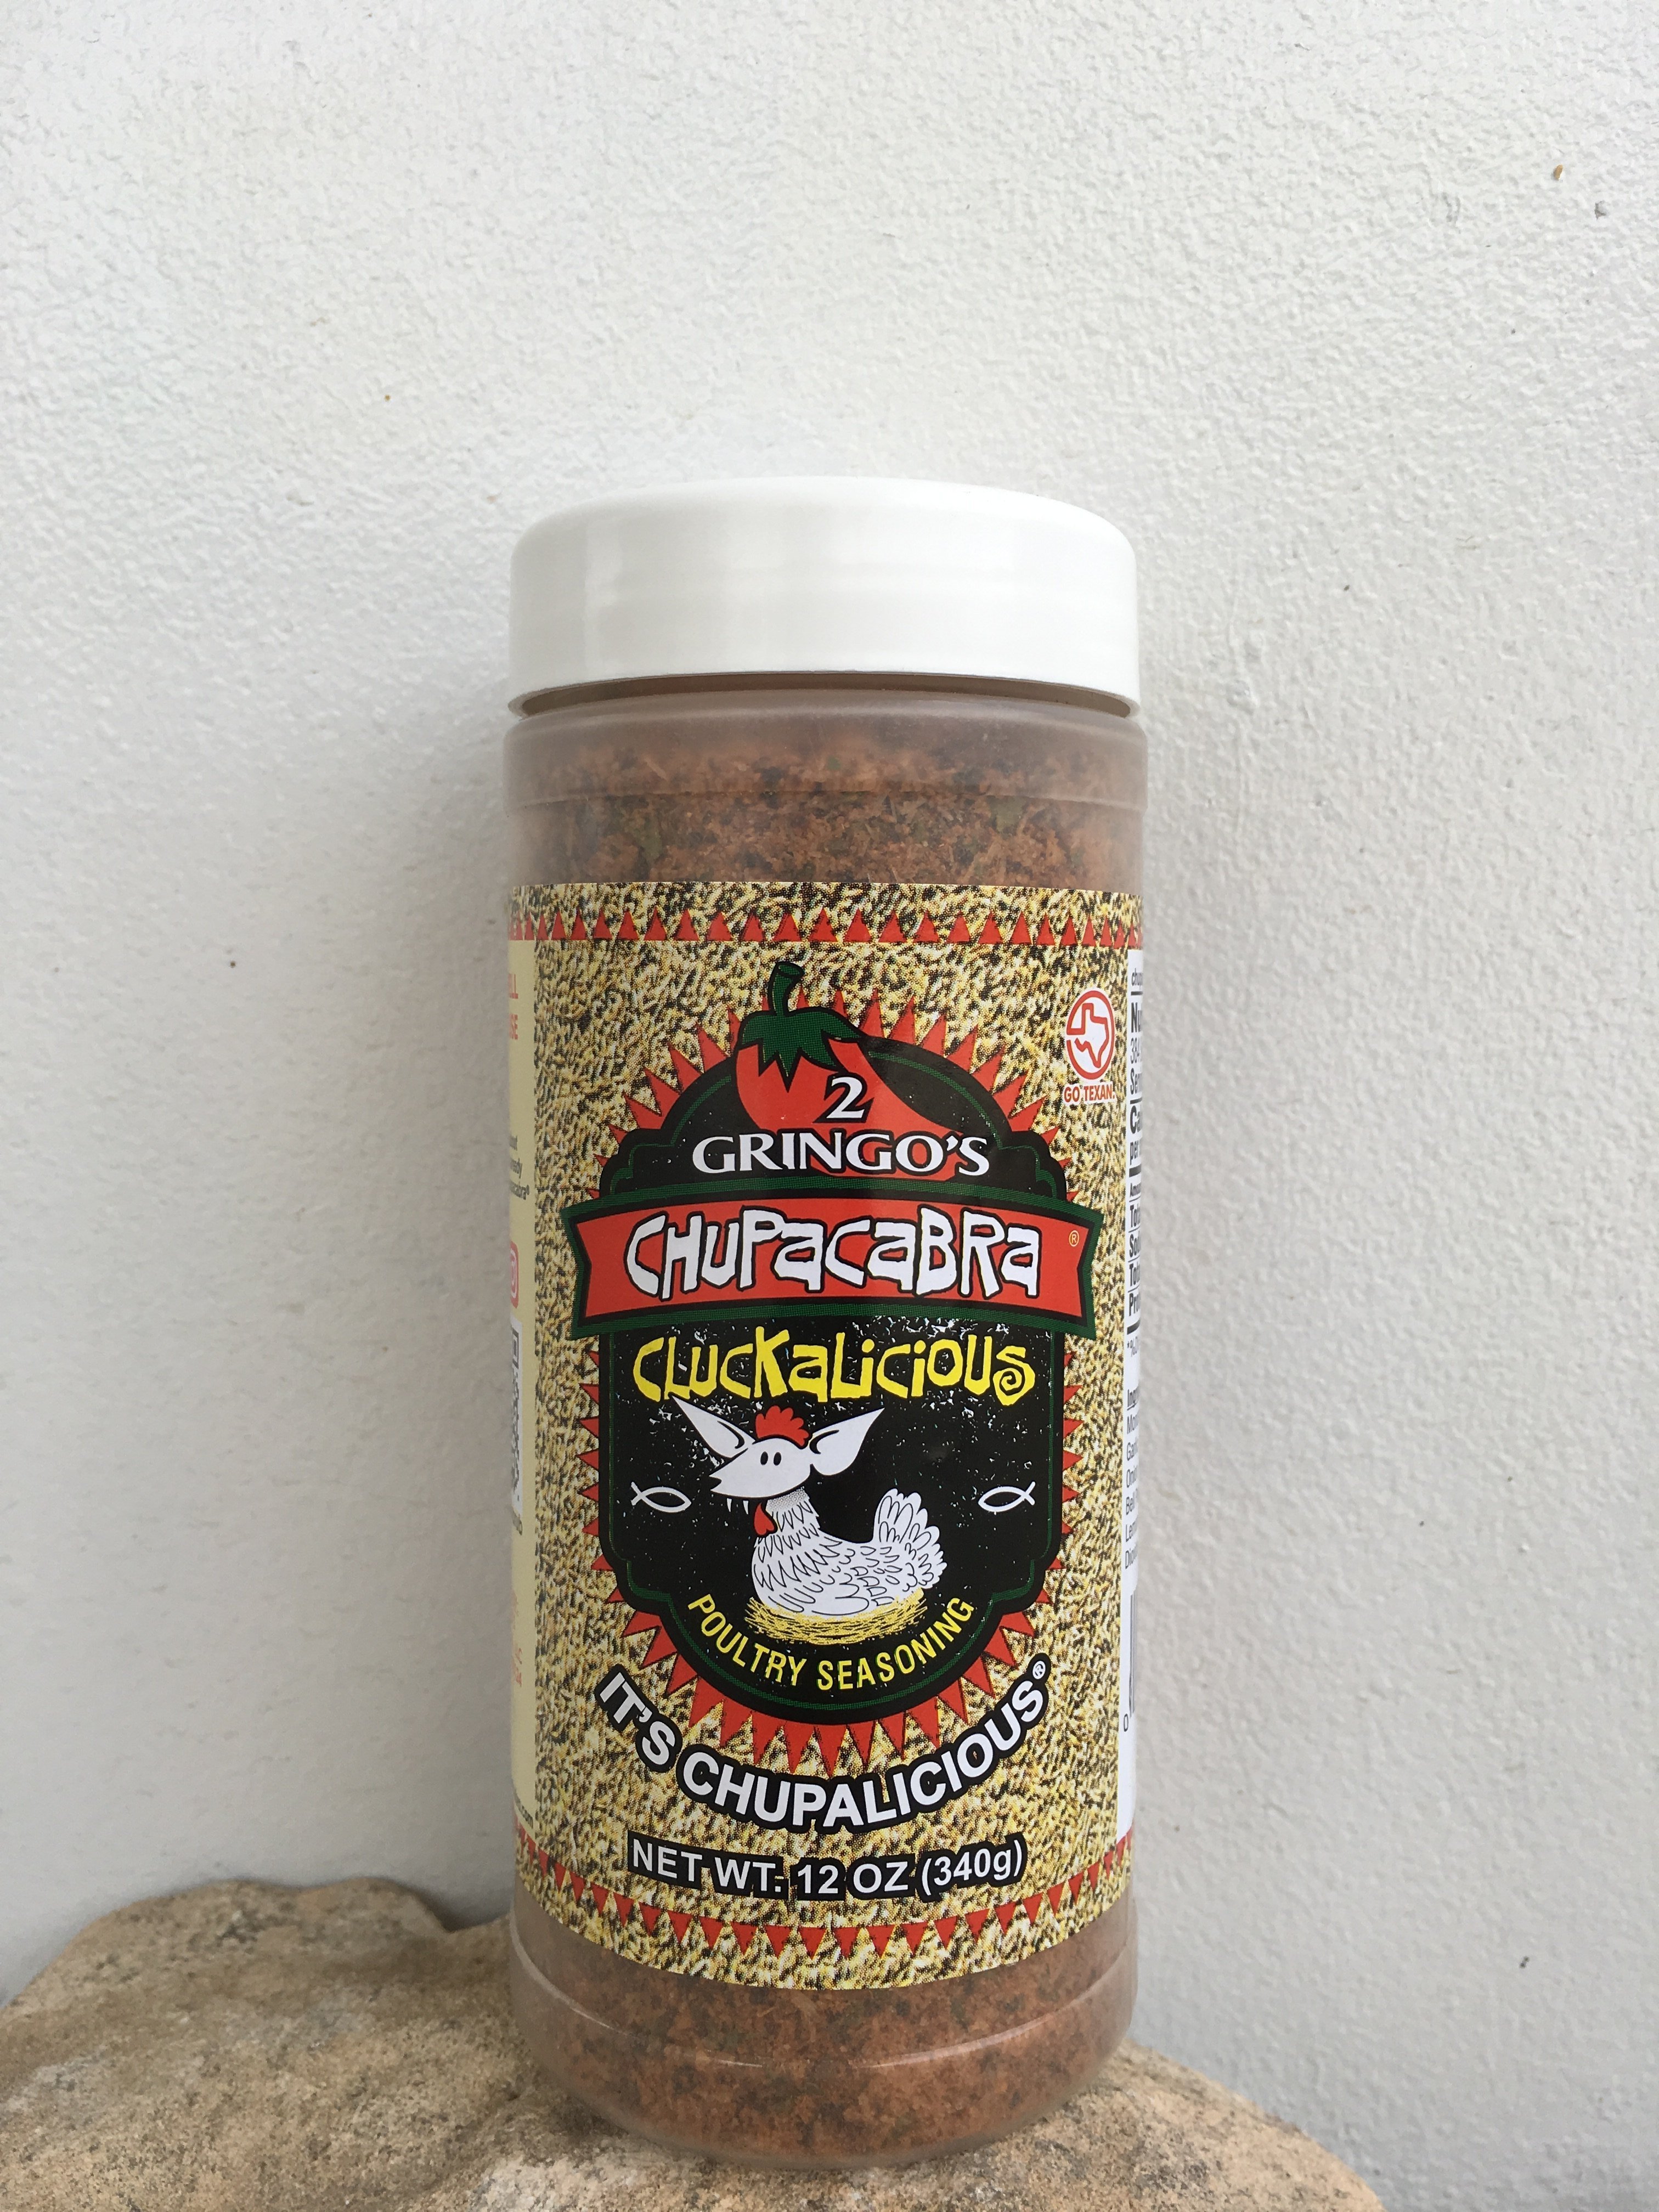 2
GRINGO'S
CHUPACABRA®
CLUCKALICIOUS
POULTRY SEASONING
IT'S CHUPALICIOUS®
NET WT. 12 OZ (340g)
GO TEXAN